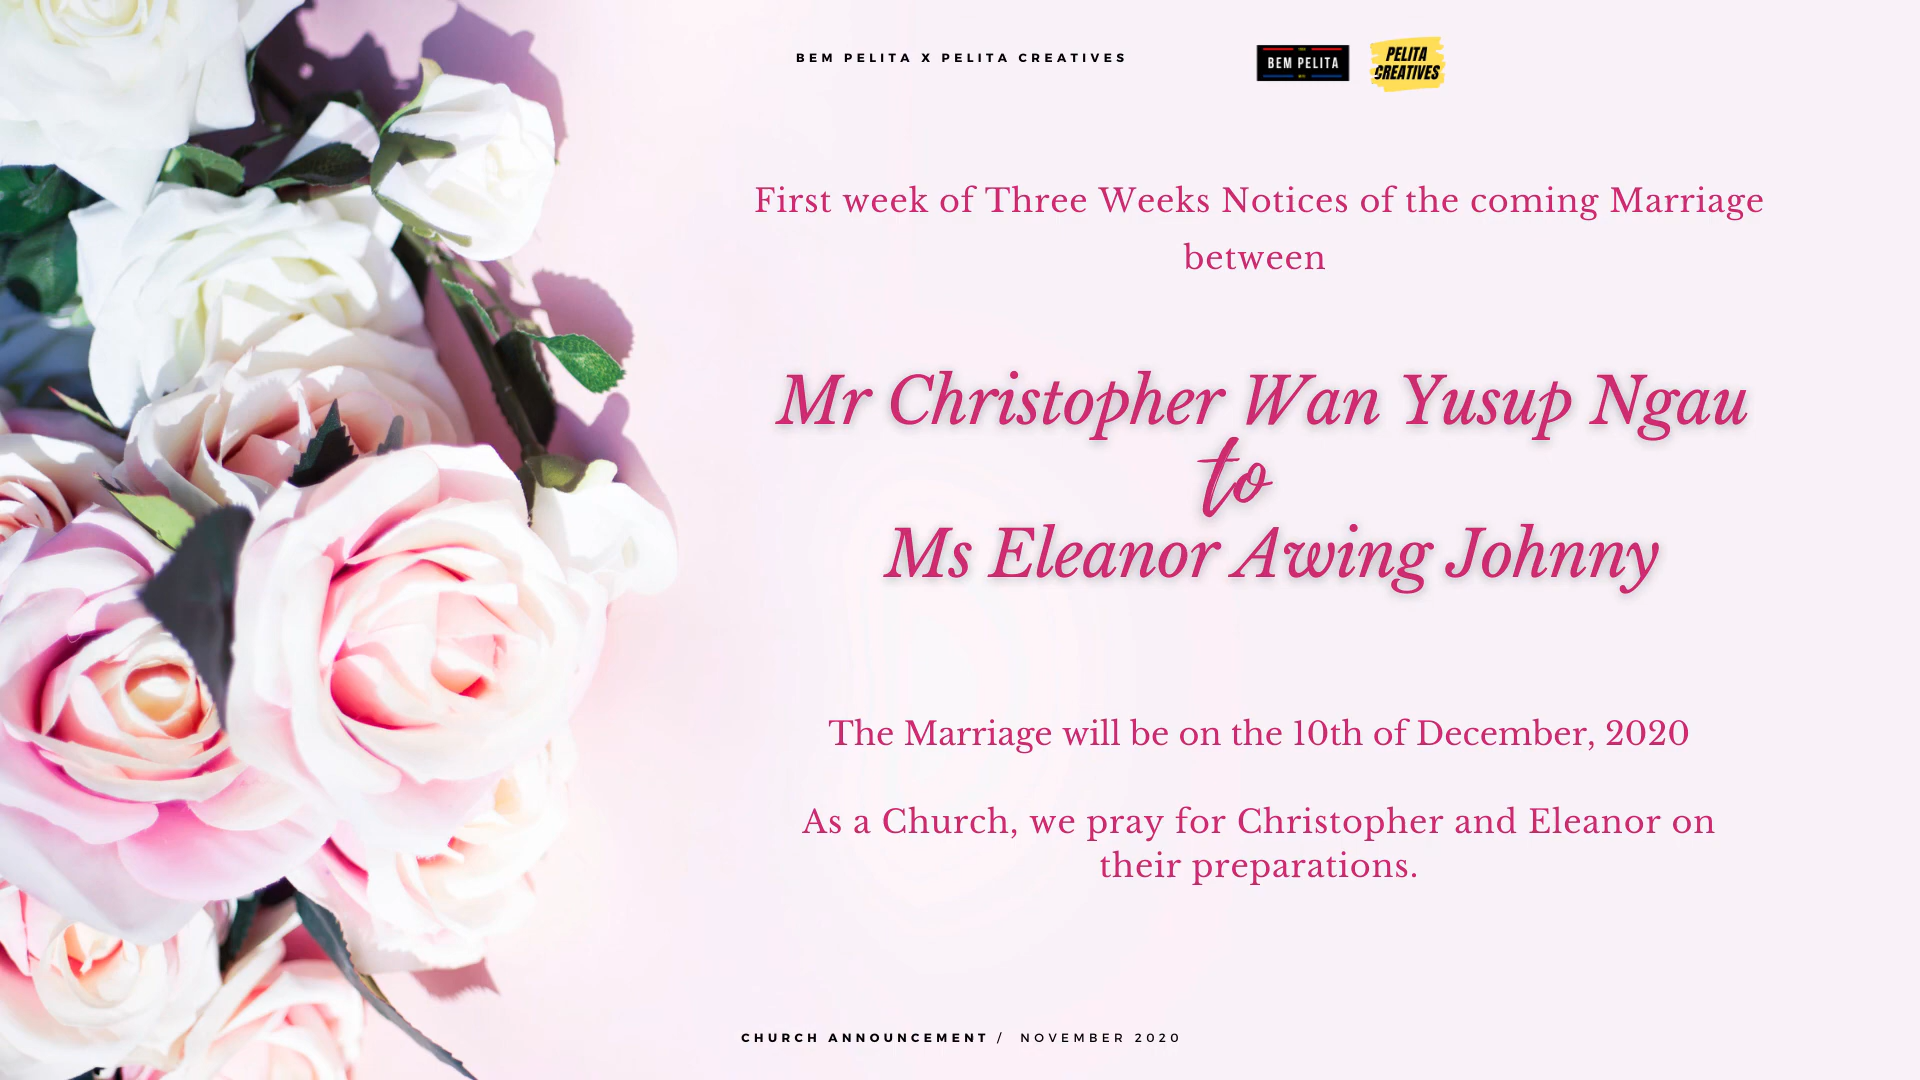 BEM PELITA X PELITA CREATIVES
BEM PELITA
PELITA
CREATIVES
First week of Three Weeks Notices of the coming Marriage
between
Mr Christopher Wan Yusup Ngau
to
Ms Eleanor Awing Johnny
The Marriage will be on the 10th of December, 2020
As a Church, we pray for Christopher and Eleanor on
their preparations.
CHURCH ANNOUNCEMENT / NOVEMBER 2020